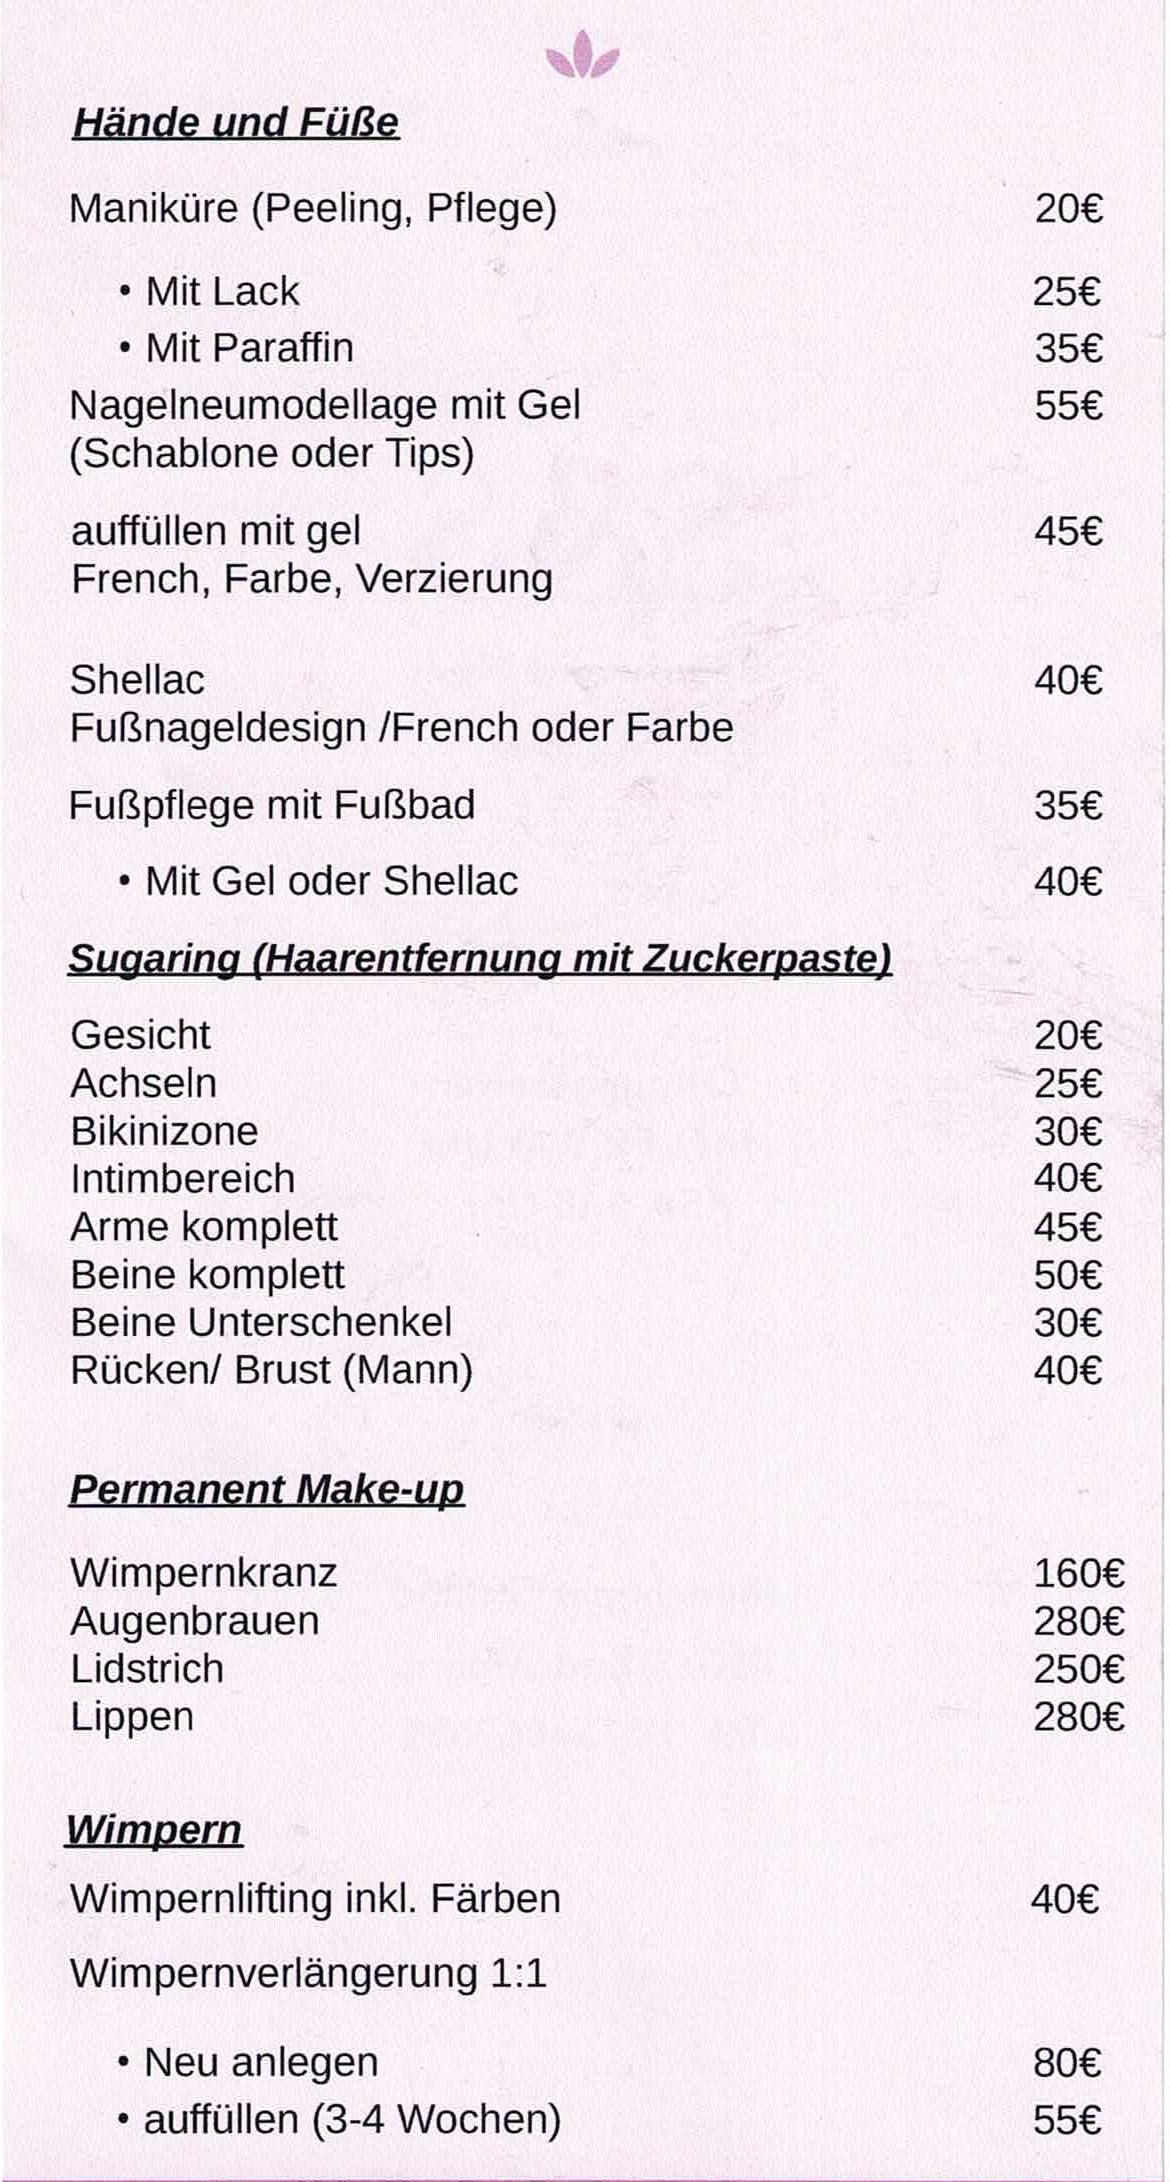 Hände und Füße
Maniküre (Peeling, Pflege) 20€
• Mit Lack 25€
• Mit Paraffin 35€
Nagelneumodellage mit Gel 55€
(Schablone oder Tips)
auffüllen mit gel 45€
French, Farbe, Verzierung
Shellac 40€
Fußnageldesign /French oder Farbe
Fußpflege mit Fußbad 35€
• Mit Gel oder Shellac 40€
Sugaring (Haarentfernung mit Zuckerpaste)
Gesicht 20€
Achseln 25€
Bikinizone 30€
Intimbereich 40€
Arme komplett 45€
Beine komplett 50€
Beine Unterschenkel 30€
Rücken/ Brust (Mann) 40€
Permanent Make-up
Wimpernkranz 160€
Augenbrauen 280€
Lidstrich 250€
Lippen 280€
Wimpern
Wimpernlifting inkl. Färben 40€
Wimpernverlängerung 1:1
• Neu anlegen 80€
• auffüllen (3-4 Wochen) 55€